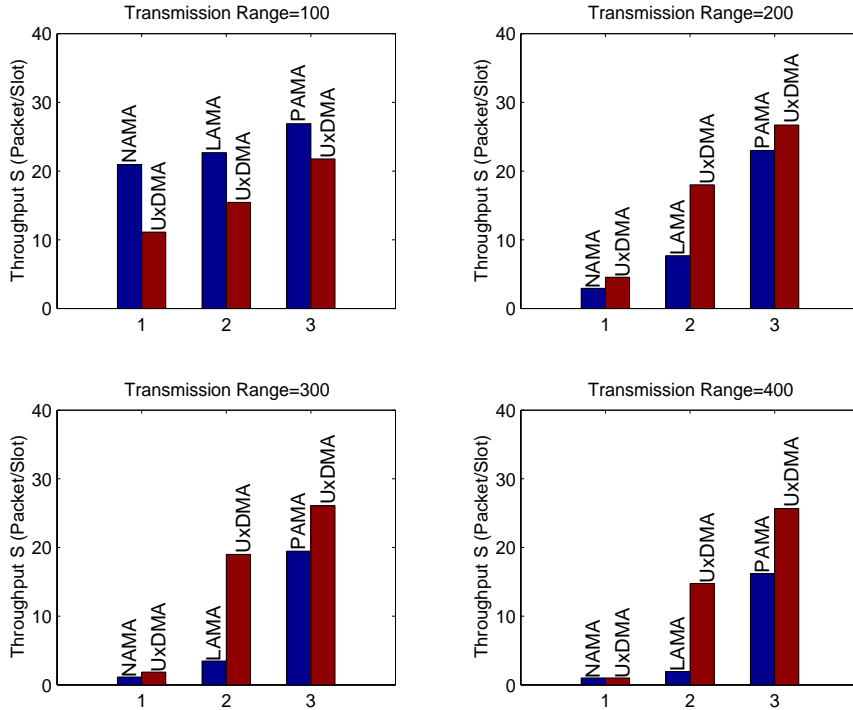 Transmission Range=100
Throughput S (Packet/Slot)
40
30
20
10
0
NAMA
UxDMA
LAMA
UxDMA
PAMA
UxDMA
1
2
3
Transmission Range=200
Throughput S (Packet/Slot)
40
30
20
10
0
NAMA
UxDMA
LAMA
UxDMA
PAMA
UxDMA
1
2
3
Transmission Range=300
Throughput S (Packet/Slot)
40
30
20
10
0
NAMA
UxDMA
LAMA
UxDMA
PAMA
UxDMA
1
2
3
Transmission Range=400
Throughput S (Packet/Slot)
40
30
20
10
0
NAMA
UxDMA
LAMA
UxDMA
PAMA
UxDMA
1
2
3